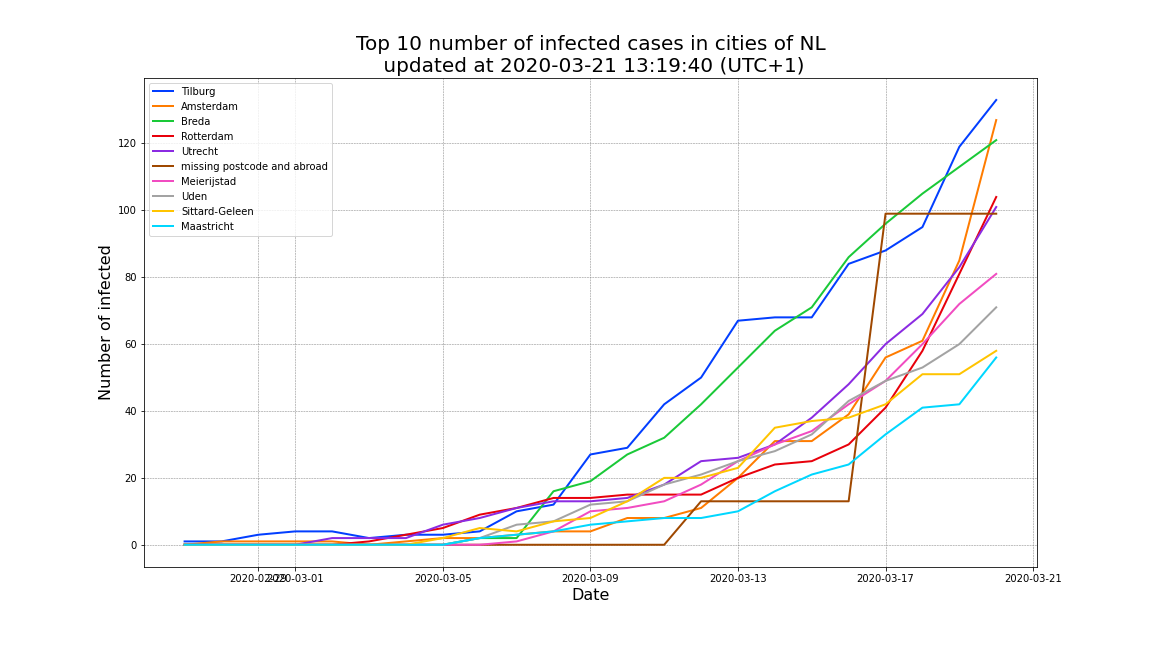 Top 10 number of infected cases in cities of NL
updated at 2020-03-21 13:19:40 (UTC+1)
Tilburg
Amsterdam
Breda
Rotterdam
Utrecht
missing postcode and abroad
Meierijstad
Uden
Sittard-Geleen
Maastricht
120
100
80
60
40
20
0
Number of infected
2020-02-29 2020-03-01 2020-03-05 2020-03-09 2020-03-13 2020-03-17 2020-03-21
Date